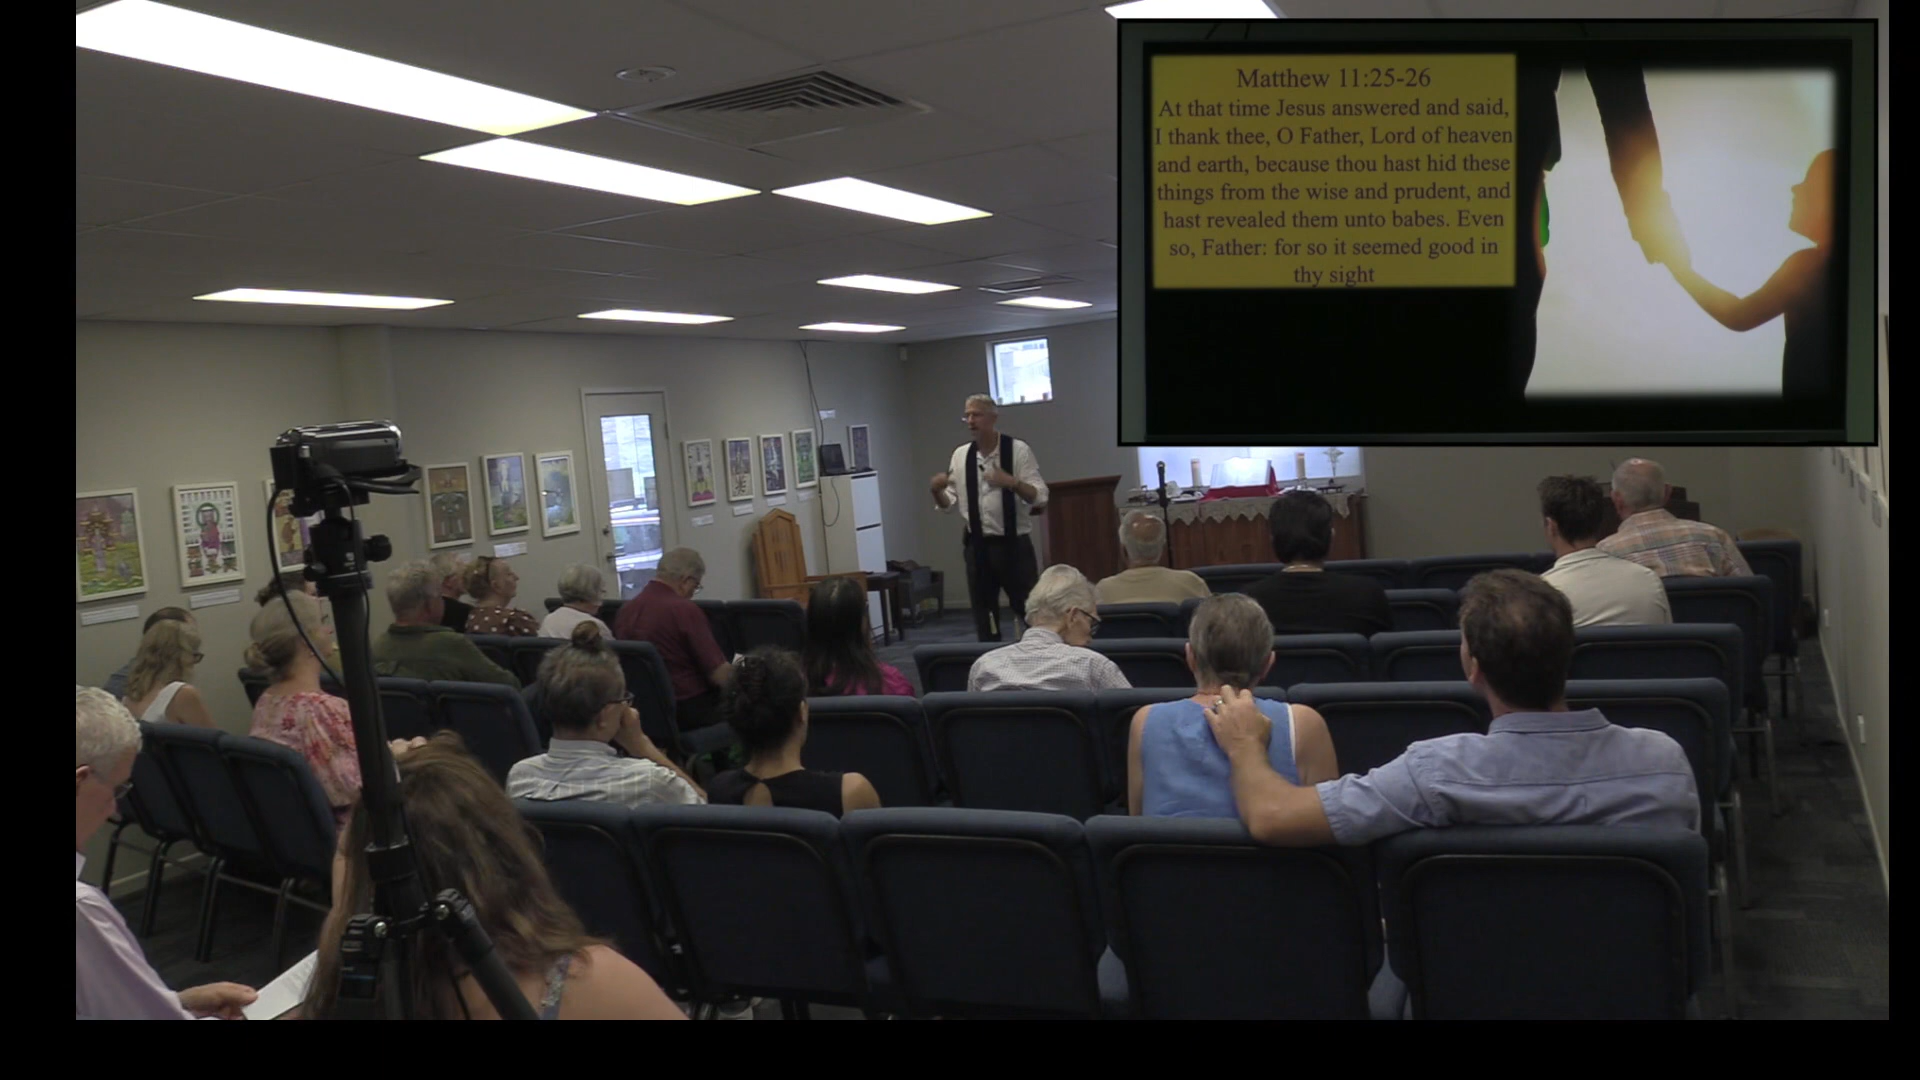 Matthew 11:25-26
At that time Jesus answered and said,
I thank thee, O Father, Lord of heaven
and earth, because thou hast hid these
things from the wise and prudent, and
hast revealed them unto babes. Even
so, Father: for so it seemed good in
thy sight